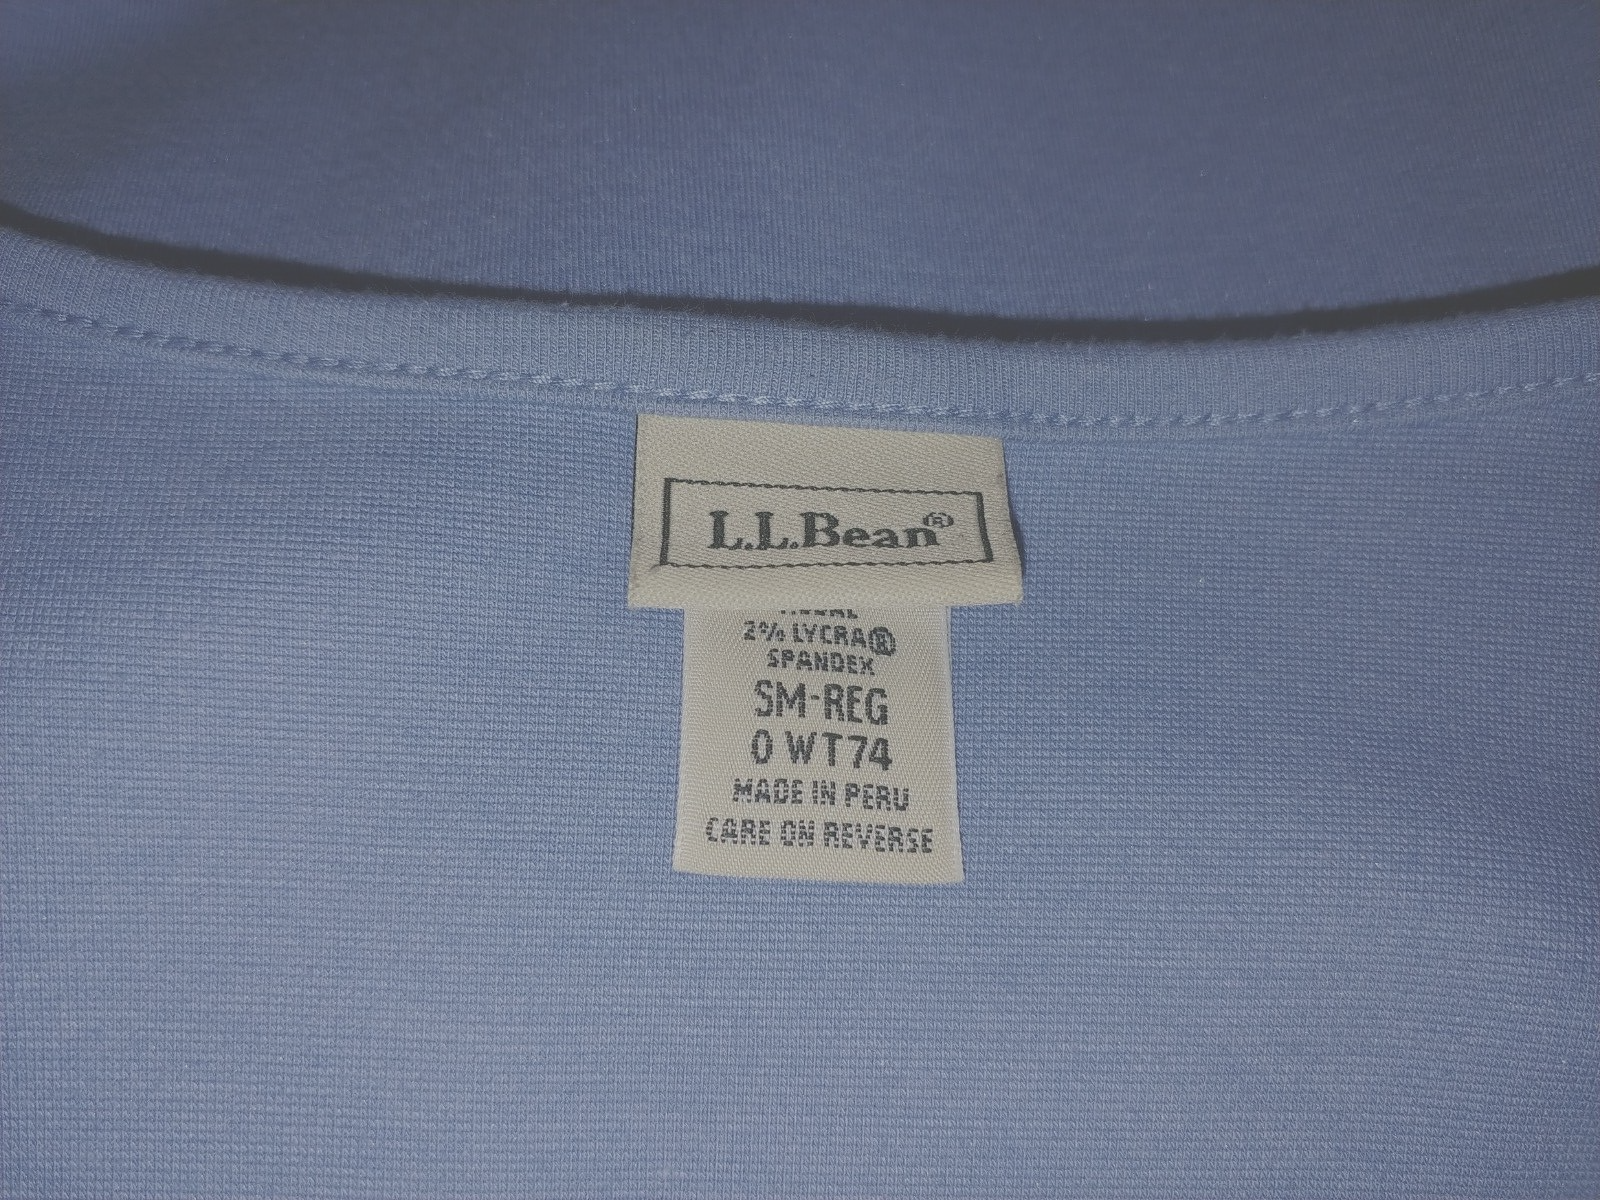 L.L.Bean®
2% LYCRA®
SPANDEX
SM-REG
0 WT74
MADE IN PERU
CARE ON REVERSE